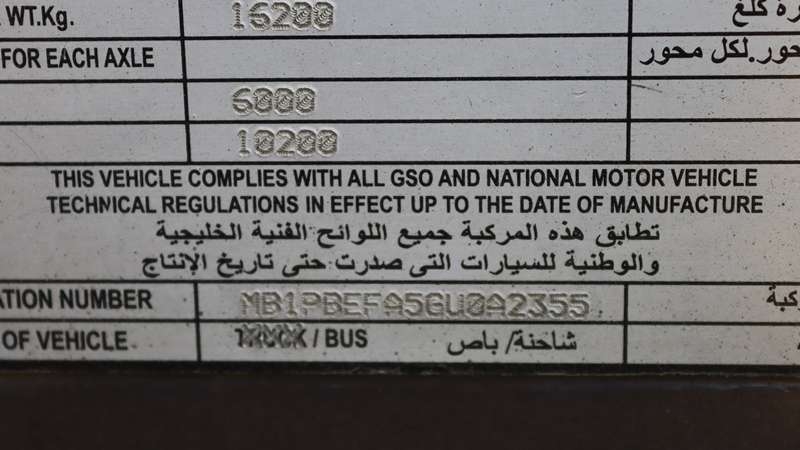 WT.Kg. 16200 كلغ
FOR EACH AXLE لكل محور
6000
10200
THIS VEHICLE COMPLIES WITH ALL GSO AND NATIONAL MOTOR VEHICLE
TECHNICAL REGULATIONS IN EFFECT UP TO THE DATE OF MANUFACTURE
تطابق هذه المركبة جميع اللوائح الفنية الخليجية
والوطنية للسيارات التى صدرت حتى تاريخ الإنتاج
NUMBER MB1PBEFA5GU0A2355
OF VEHICLE TRUCK / BUS شاحنة/ باص